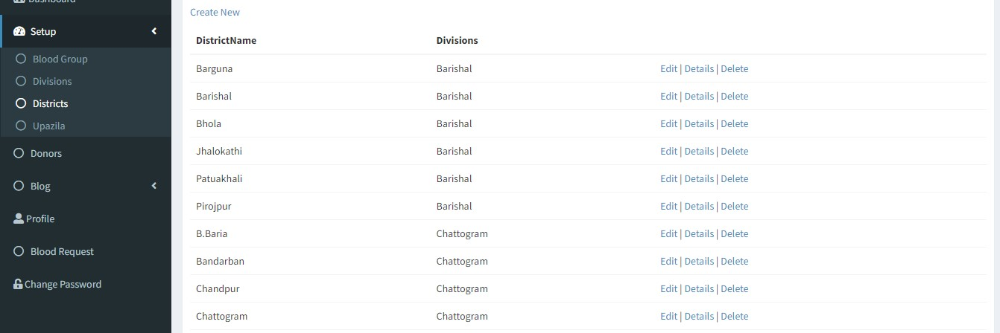 Dashboard
Setup
Blood Group
Divisions
Districts
Upazila
Donors
Blog
Profile
Blood Request
Change Password
Create New
DistrictName Divisions
Barguna Barishal Edit | Details | Delete
Barishal Barishal Edit | Details | Delete
Bhola Barishal Edit | Details | Delete
Jhalokathi Barishal Edit | Details | Delete
Patuakhali Barishal Edit | Details | Delete
Pirojpur Barishal Edit | Details | Delete
B.Baria Chattogram Edit | Details | Delete
Bandarban Chattogram Edit | Details | Delete
Chandpur Chattogram Edit | Details | Delete
Chattogram Chattogram Edit | Details | Delete